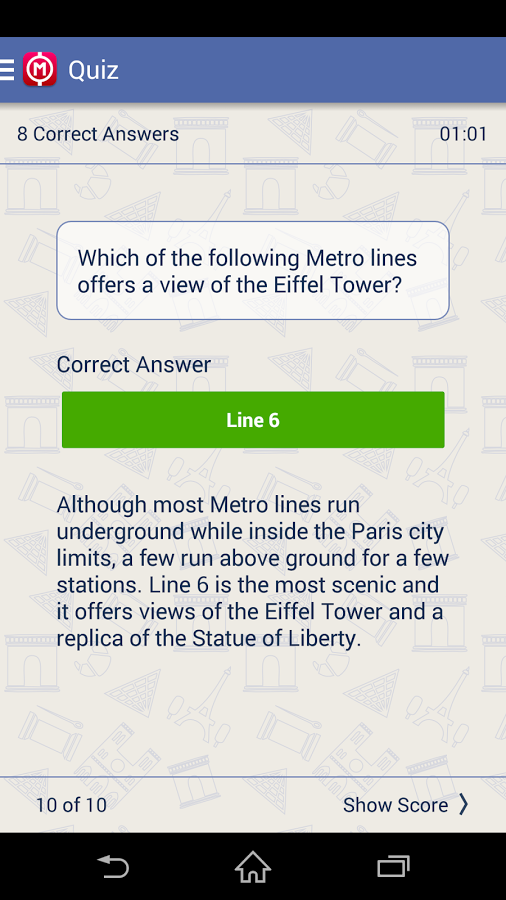 M
Quiz
8 Correct Answers
01:01
Which of the following Metro lines
offers a view of the Eiffel Tower?
Correct Answer
Line 6
Although most Metro lines run
underground while inside the Paris city
limits, a few run above ground for a few
stations. Line 6 is the most scenic and
it offers views of the Eiffel Tower and a
replica of the Statue of Liberty.
10 of 10
Show Score